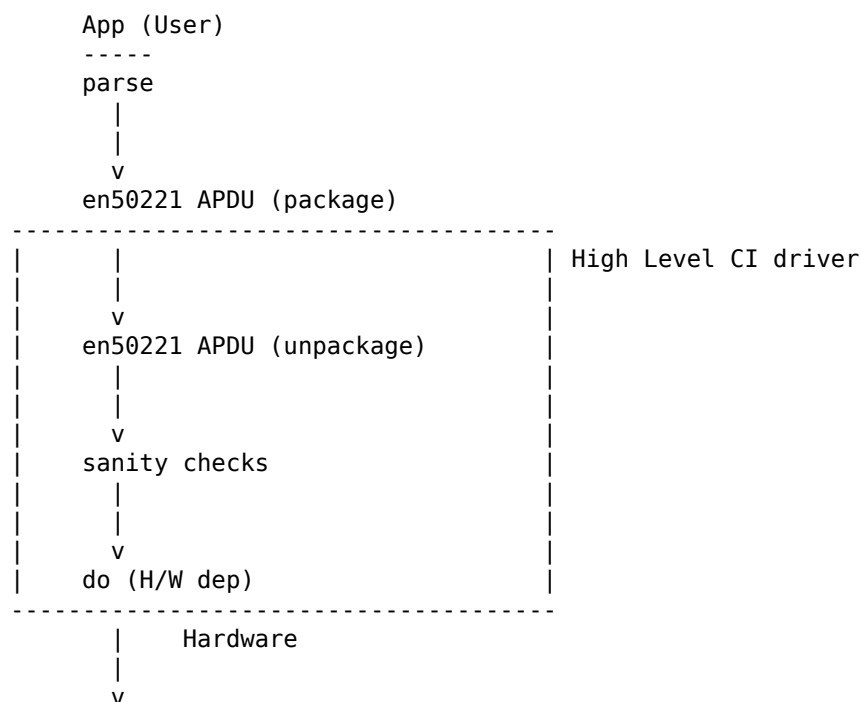 App (User)
-----
parse
|
|
v
en50221 APDU (package)
--------------------------------------
| | | High Level CI driver
| | |
| v |
| en50221 APDU (unpackage) |
| | |
| | |
| v |
| sanity checks |
| | |
| | |
| v |
| do (H/W dep) |
--------------------------------------
| Hardware
|
v